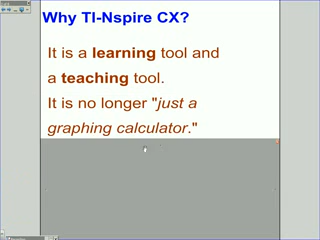 Why TI-Nspire CX?
It is a learning tool and
a teaching tool.
It is no longer "just a
graphing calculator."